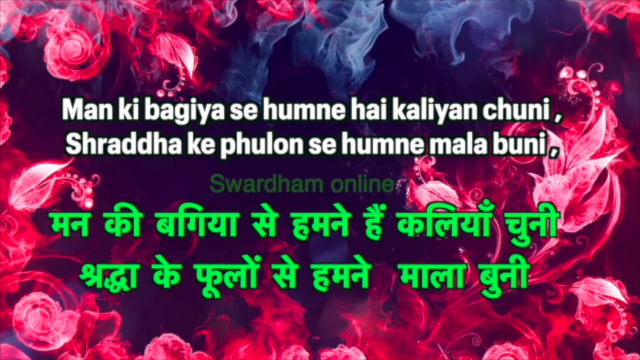 Man ki bagiya se humne hai kaliyan chuni ,
Shraddha ke phulon se humne mala buni ,
Swardham online
मन की बगिया से हमने हैं कलियाँ चुनी
श्रद्धा के फूलों से हमने माला बुनी